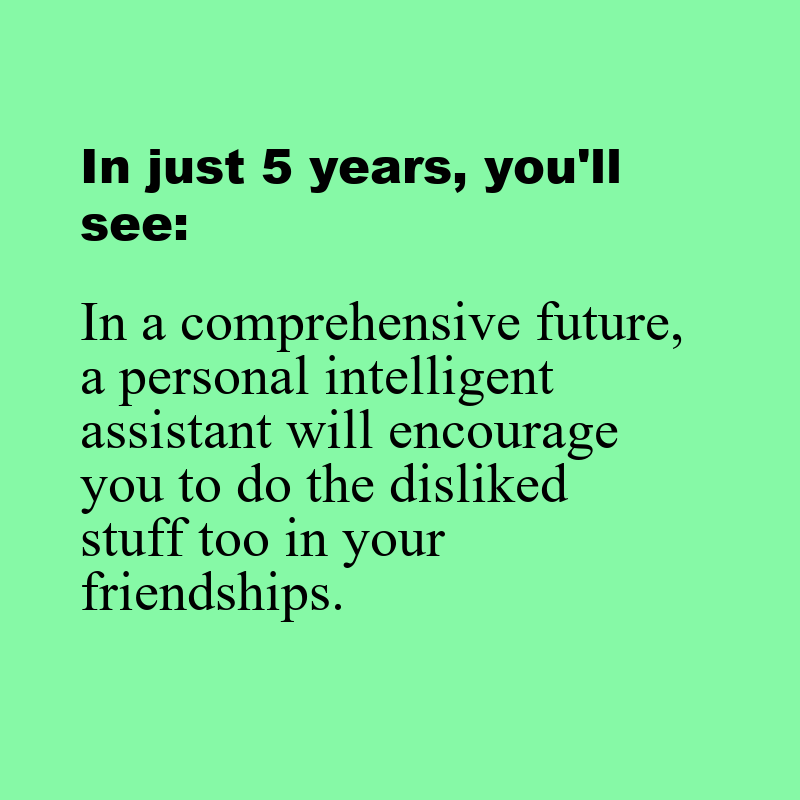 In just 5 years, you'll
see:
In a comprehensive future,
a personal intelligent
assistant will encourage
you to do the disliked
stuff too in your
friendships.